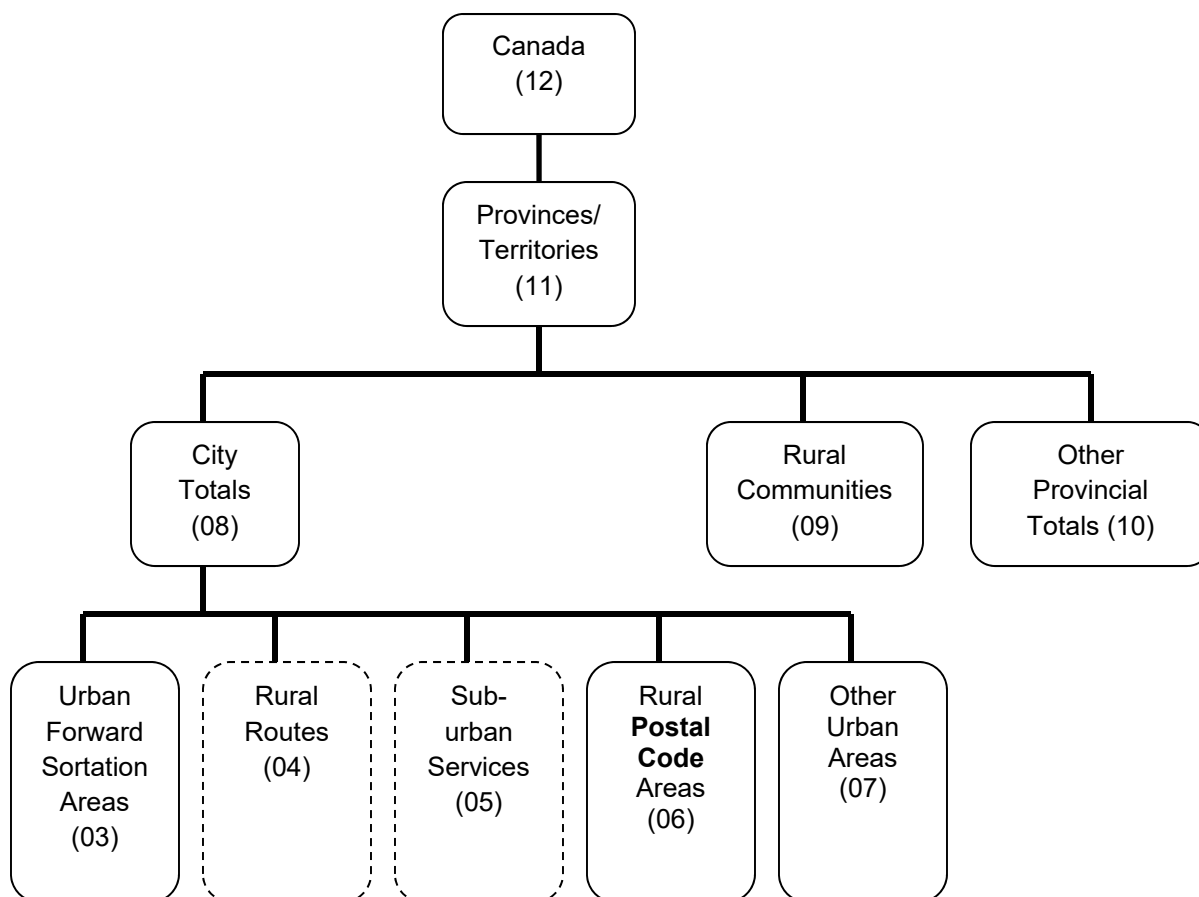 Canada
(12)
Provinces/
Territories
(11)
City
Totals
(08)
Rural
Communities
(09)
Other
Provincial
Totals (10)
Urban
Forward
Sortation
Areas
(03)
Rural
Routes
(04)
Sub-
urban
Services
(05)
Rural
Postal
Code
Areas
(06)
Other
Urban
Areas
(07)